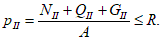 p_II = (N_II + Q_II + G_II) / A ≤ R.